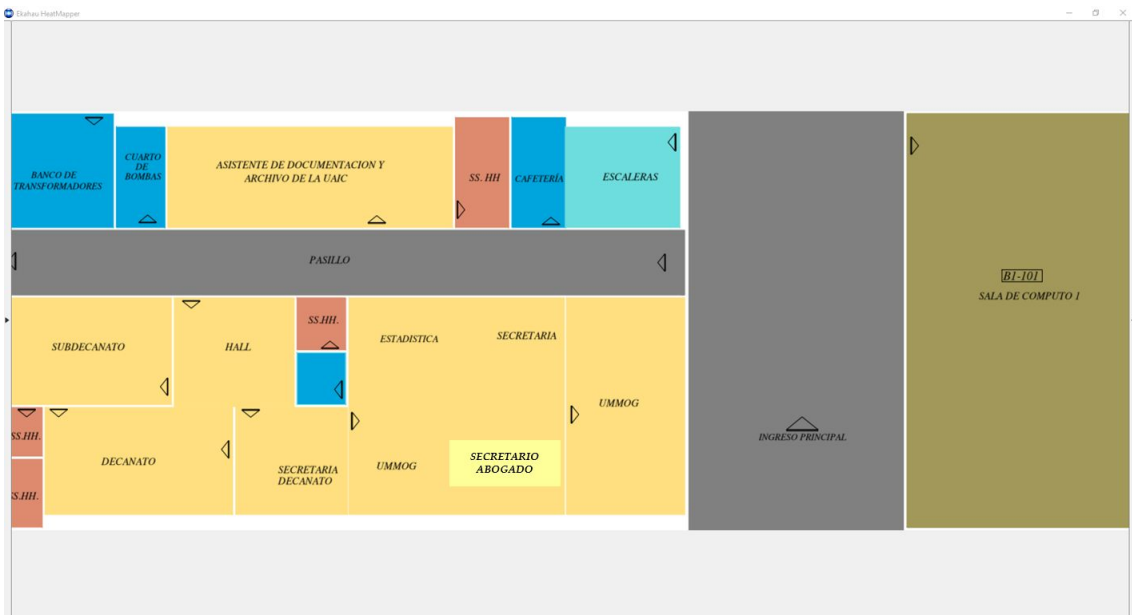 Ekahau HeatMapper
BANCO DE
TRANSFORMADORES
CUARTO
DE
BOMBAS
ASISTENTE DE DOCUMENTACION Y
ARCHIVO DE LA UAIC
SS. HH
CAFETERÍA
ESCALERAS
PASILLO
B1-101
SALA DE COMPUTO 1
SUBDECANATO
HALL
SS.HH.
ESTADISTICA
SECRETARIA
UMMOG
INGRESO PRINCIPAL
SS.HH.
DECANATO
SECRETARIA
DECANATO
UMMOG
SECRETARIO
ABOGADO
SS.HH.